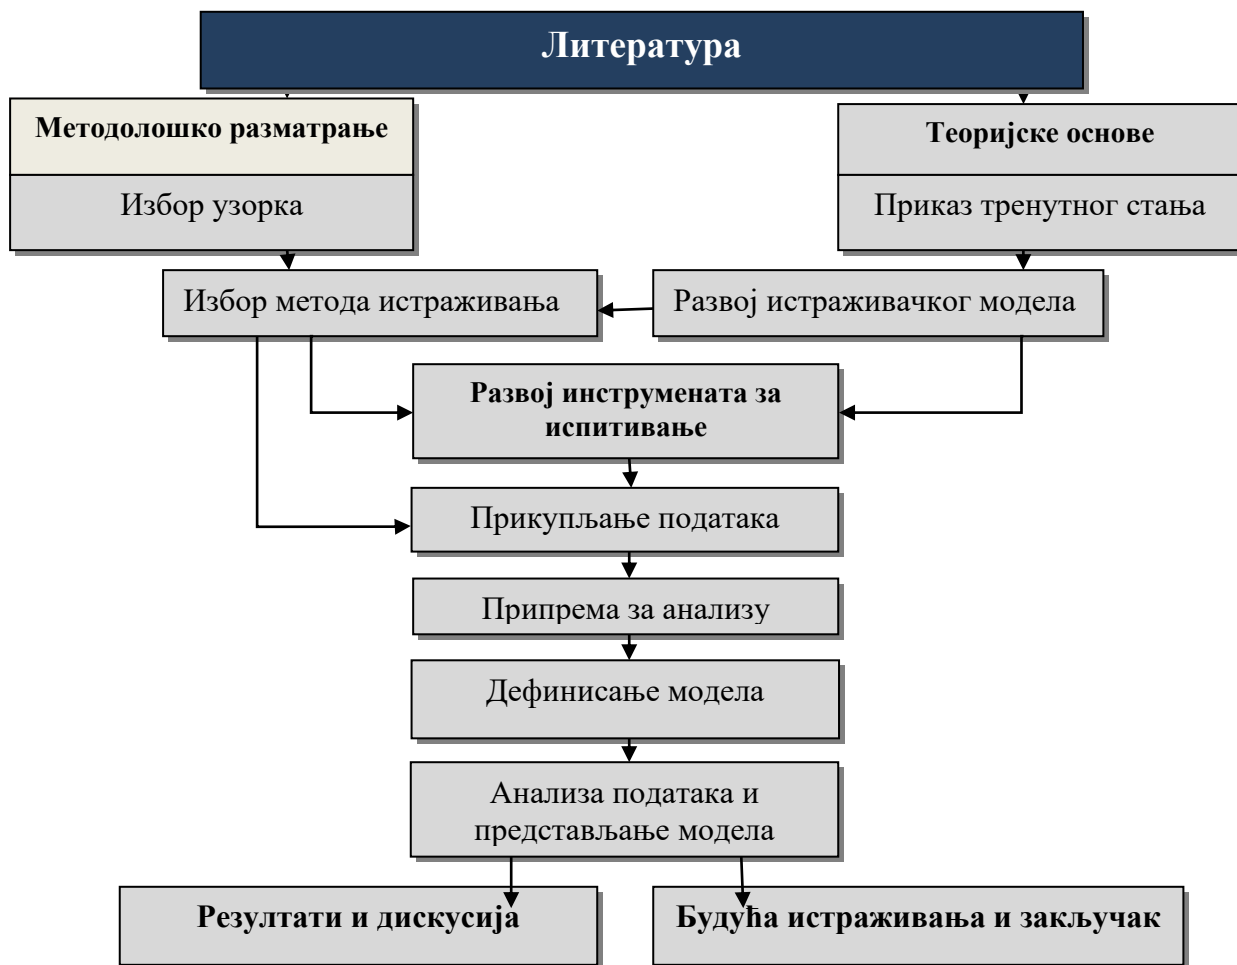 Литература
Методолошко разматрање
Теоријске основе
Избор узорка
Приказ тренутног стања
Избор метода истраживања
Развој истраживачког модела
Развој инструмената за
испитивање
Прикупљање података
Припрема за анализу
Дефинисање модела
Анализа података и
представљање модела
Резултати и дискусија
Будућа истраживања и закључак